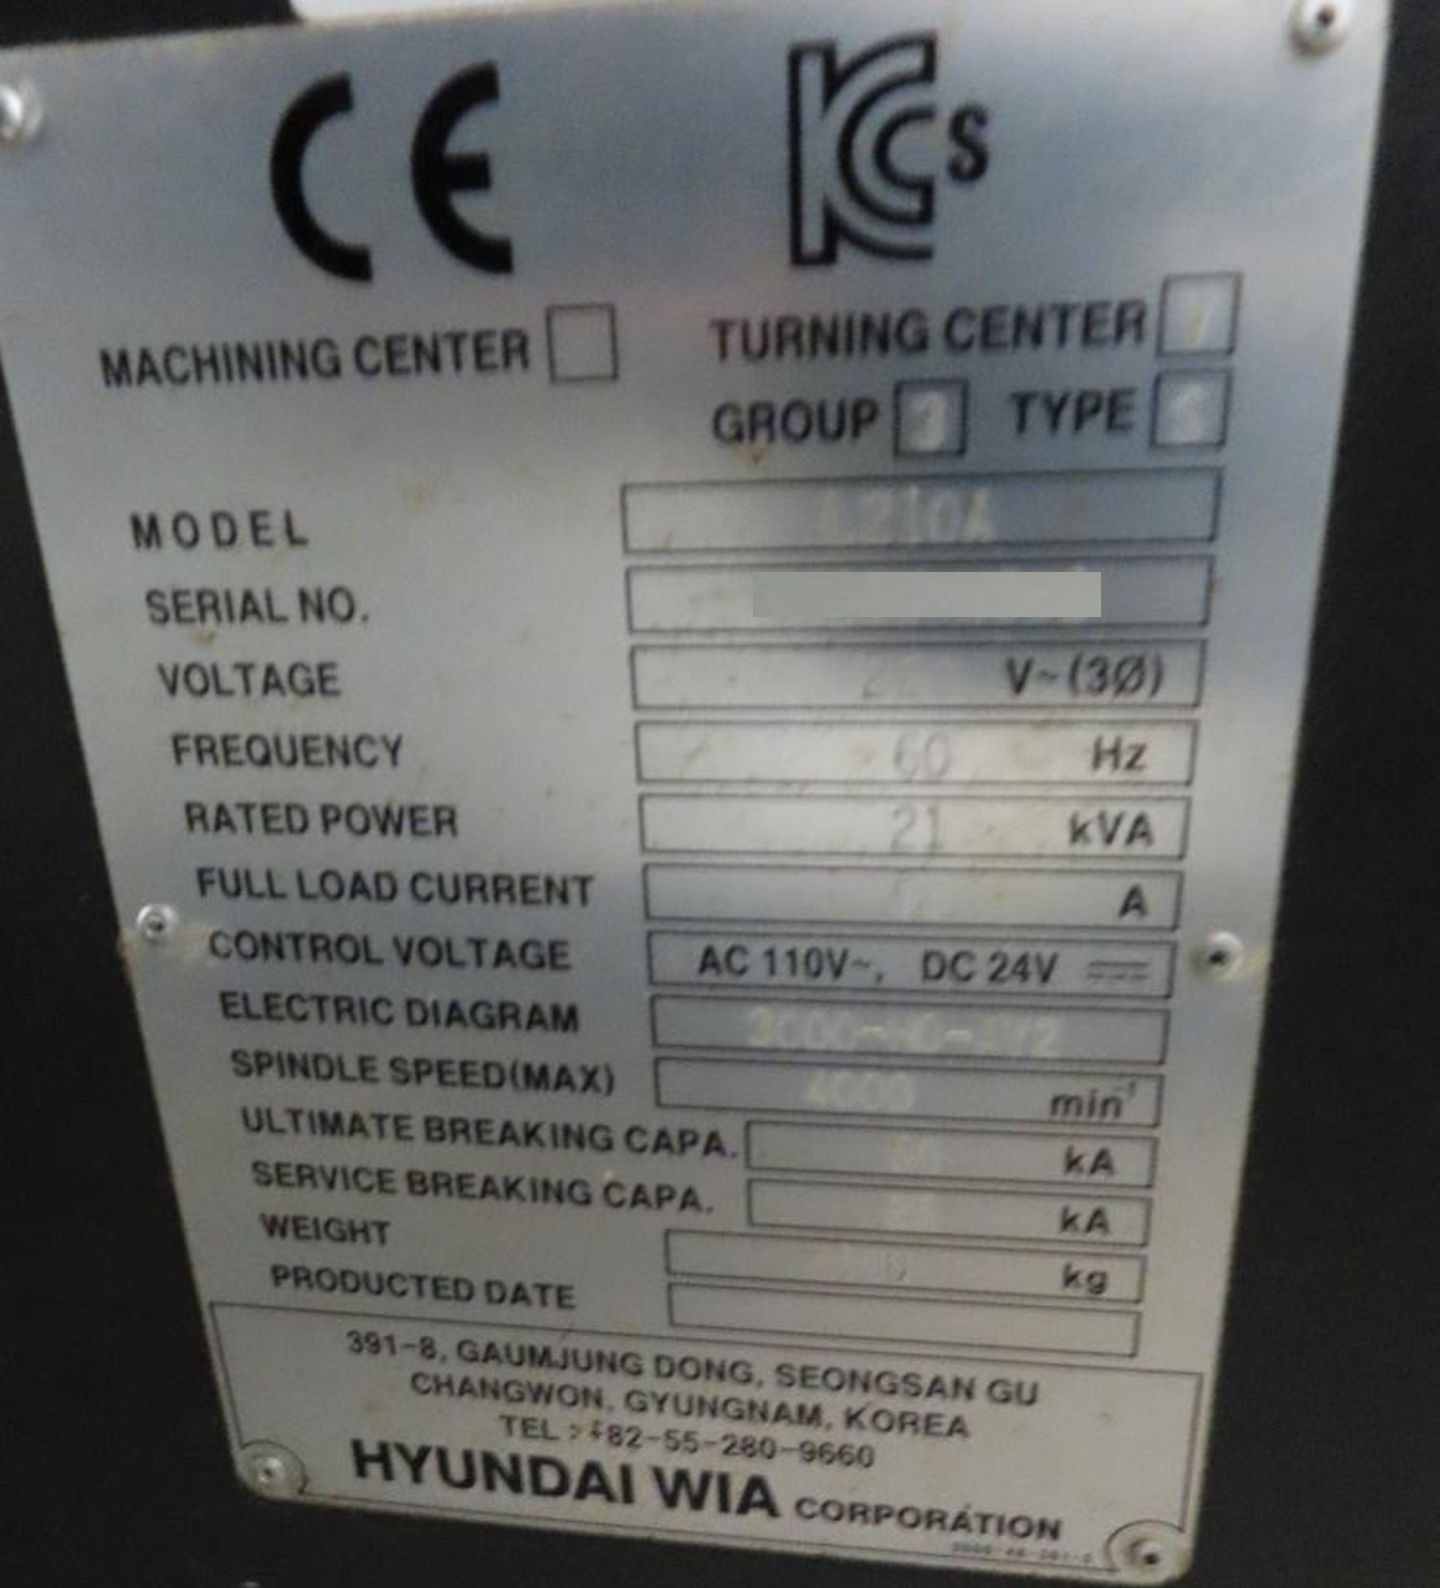 CE KCs
MACHINING CENTER TURNING CENTER
GROUP 3 TYPE
MODEL L210A
SERIAL NO.
VOLTAGE V~(3Ø)
FREQUENCY 60 Hz
RATED POWER 21 kVA
FULL LOAD CURRENT A
CONTROL VOLTAGE AC 110V~, DC 24V
ELECTRIC DIAGRAM
SPINDLE SPEED(MAX) 4000 min⁻¹
ULTIMATE BREAKING CAPA. kA
SERVICE BREAKING CAPA. kA
WEIGHT kg
PRODUCTED DATE
391-8, GAUMJUNG DONG, SEONGSAN GU
CHANGWON, GYUNGNAM, KOREA
TEL : +82-55-280-9660
HYUNDAI WIA CORPORATION